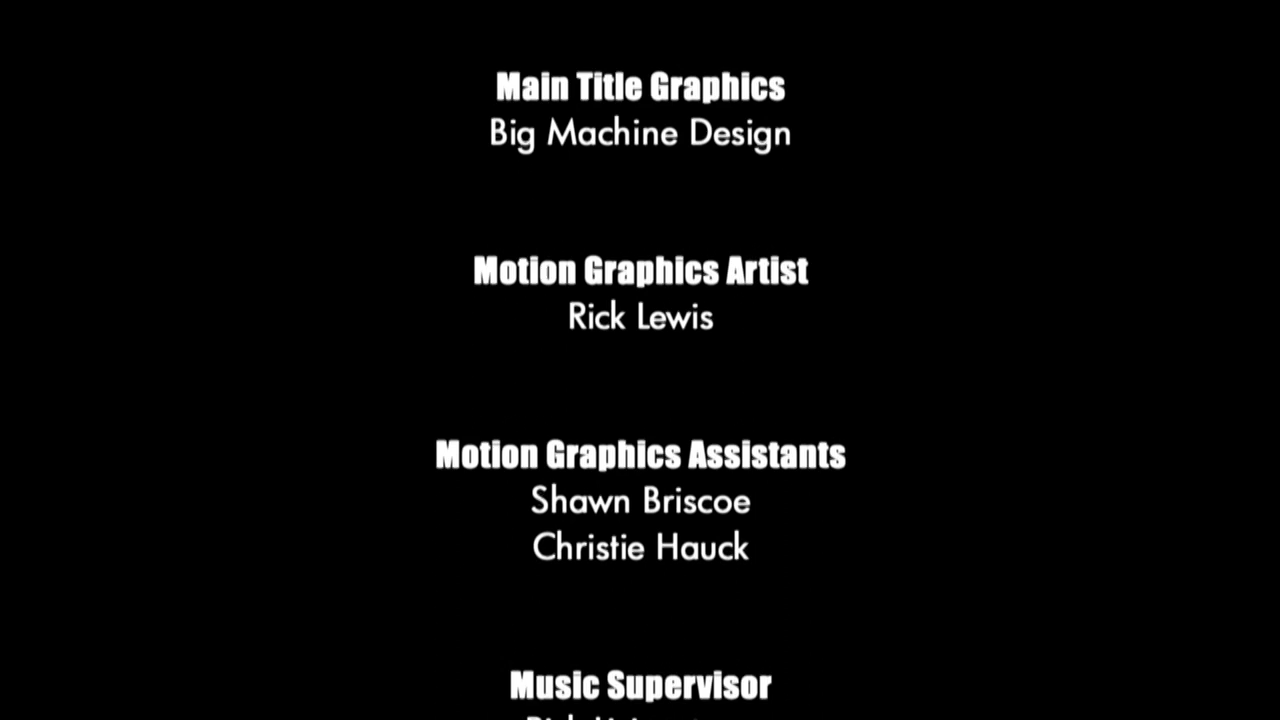 Main Title Graphics
Big Machine Design
Motion Graphics Artist
Rick Lewis
Motion Graphics Assistants
Shawn Briscoe
Christie Hauck
Music Supervisor